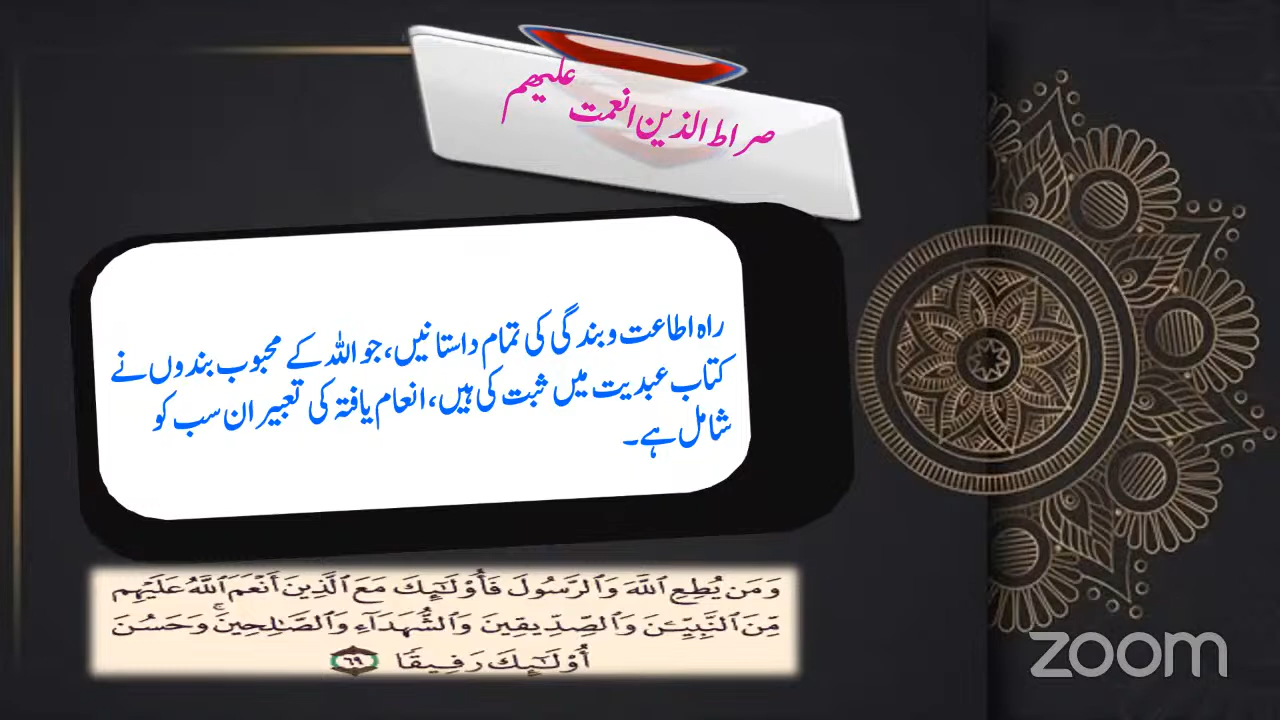 صراط الذین انعمت علیھم
راہ اطاعت و بندگی کی تمام داستانیں، جو اللہ کے محبوب بندوں نے
کتاب عبدیت میں ثبت کی ہیں، انعام یافتہ کی تعبیر ان سب کو
شامل ہے۔
وَمَن يُطِعِ ٱللَّهَ وَٱلرَّسُولَ فَأُو۟لَـٰٓئِكَ مَعَ ٱلَّذِينَ أَنْعَمَ ٱللَّهُ عَلَيْهِم
مِّنَ ٱلنَّبِيِّـۧنَ وَٱلصِّدِّيقِينَ وَٱلشُّهَدَآءِ وَٱلصَّـٰلِحِينَ ۚ وَحَسُنَ
أُو۟لَـٰٓئِكَ رَفِيقًا ٦٩
zoom